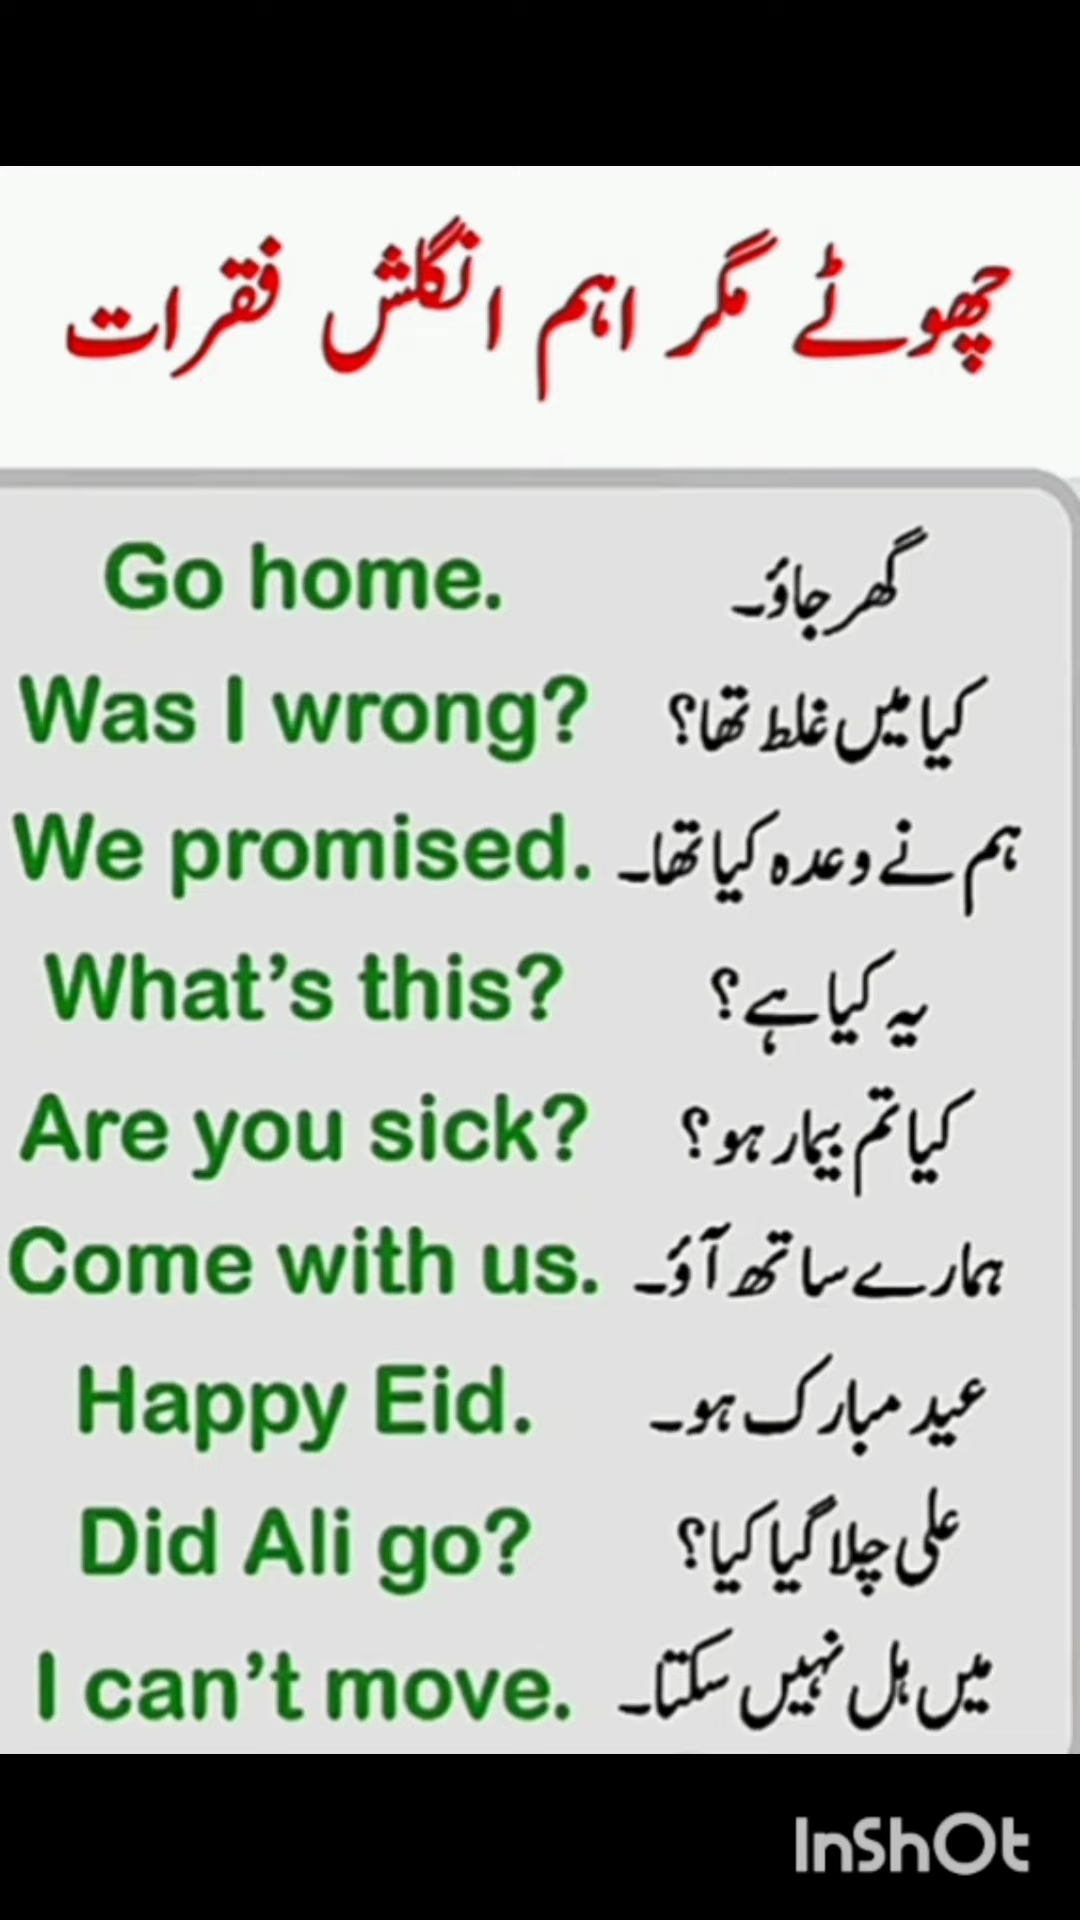 چھوٹے مگر اہم انگلش فقرات
Go home. گھر جاؤ۔
Was I wrong? کیا میں غلط تھا؟
We promised. ہم نے وعدہ کیا تھا۔
What's this? یہ کیا ہے؟
Are you sick? کیا تم بیمار ہو؟
Come with us. ہمارے ساتھ آؤ۔
Happy Eid. عید مبارک ہو۔
Did Ali go? علی چلا گیا کیا؟
I can't move. میں ہل نہیں سکتا۔
InShOt